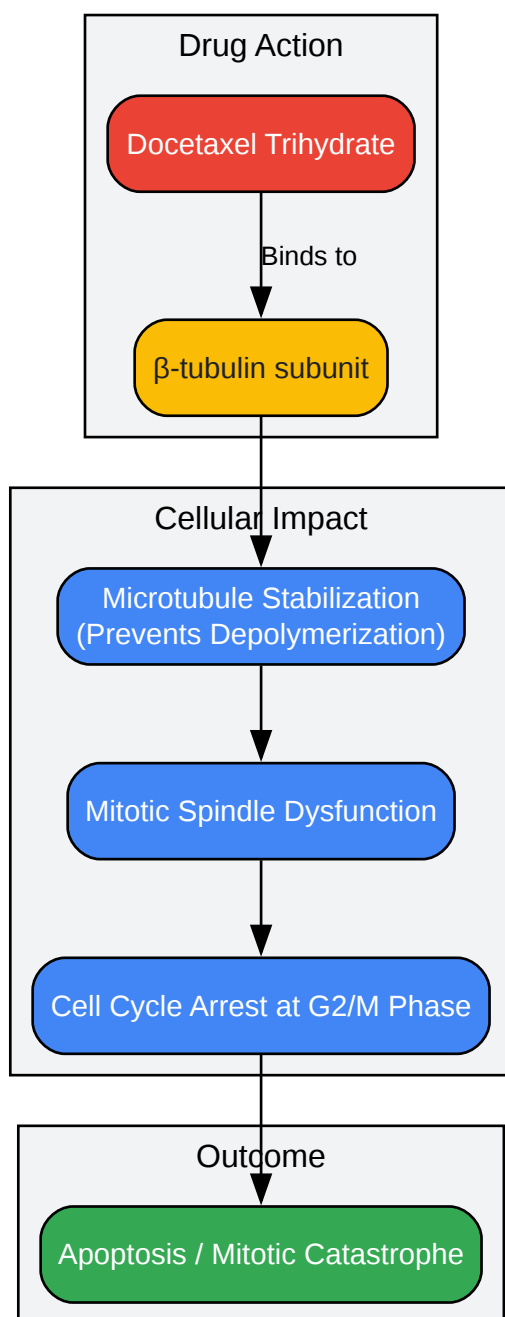 Drug Action
Docetaxel Trihydrate
Binds to
β-tubulin subunit
Cellular Impact
Microtubule Stabilization
(Prevents Depolymerization)
Mitotic Spindle Dysfunction
Cell Cycle Arrest at G2/M Phase
Outcome
Apoptosis / Mitotic Catastrophe